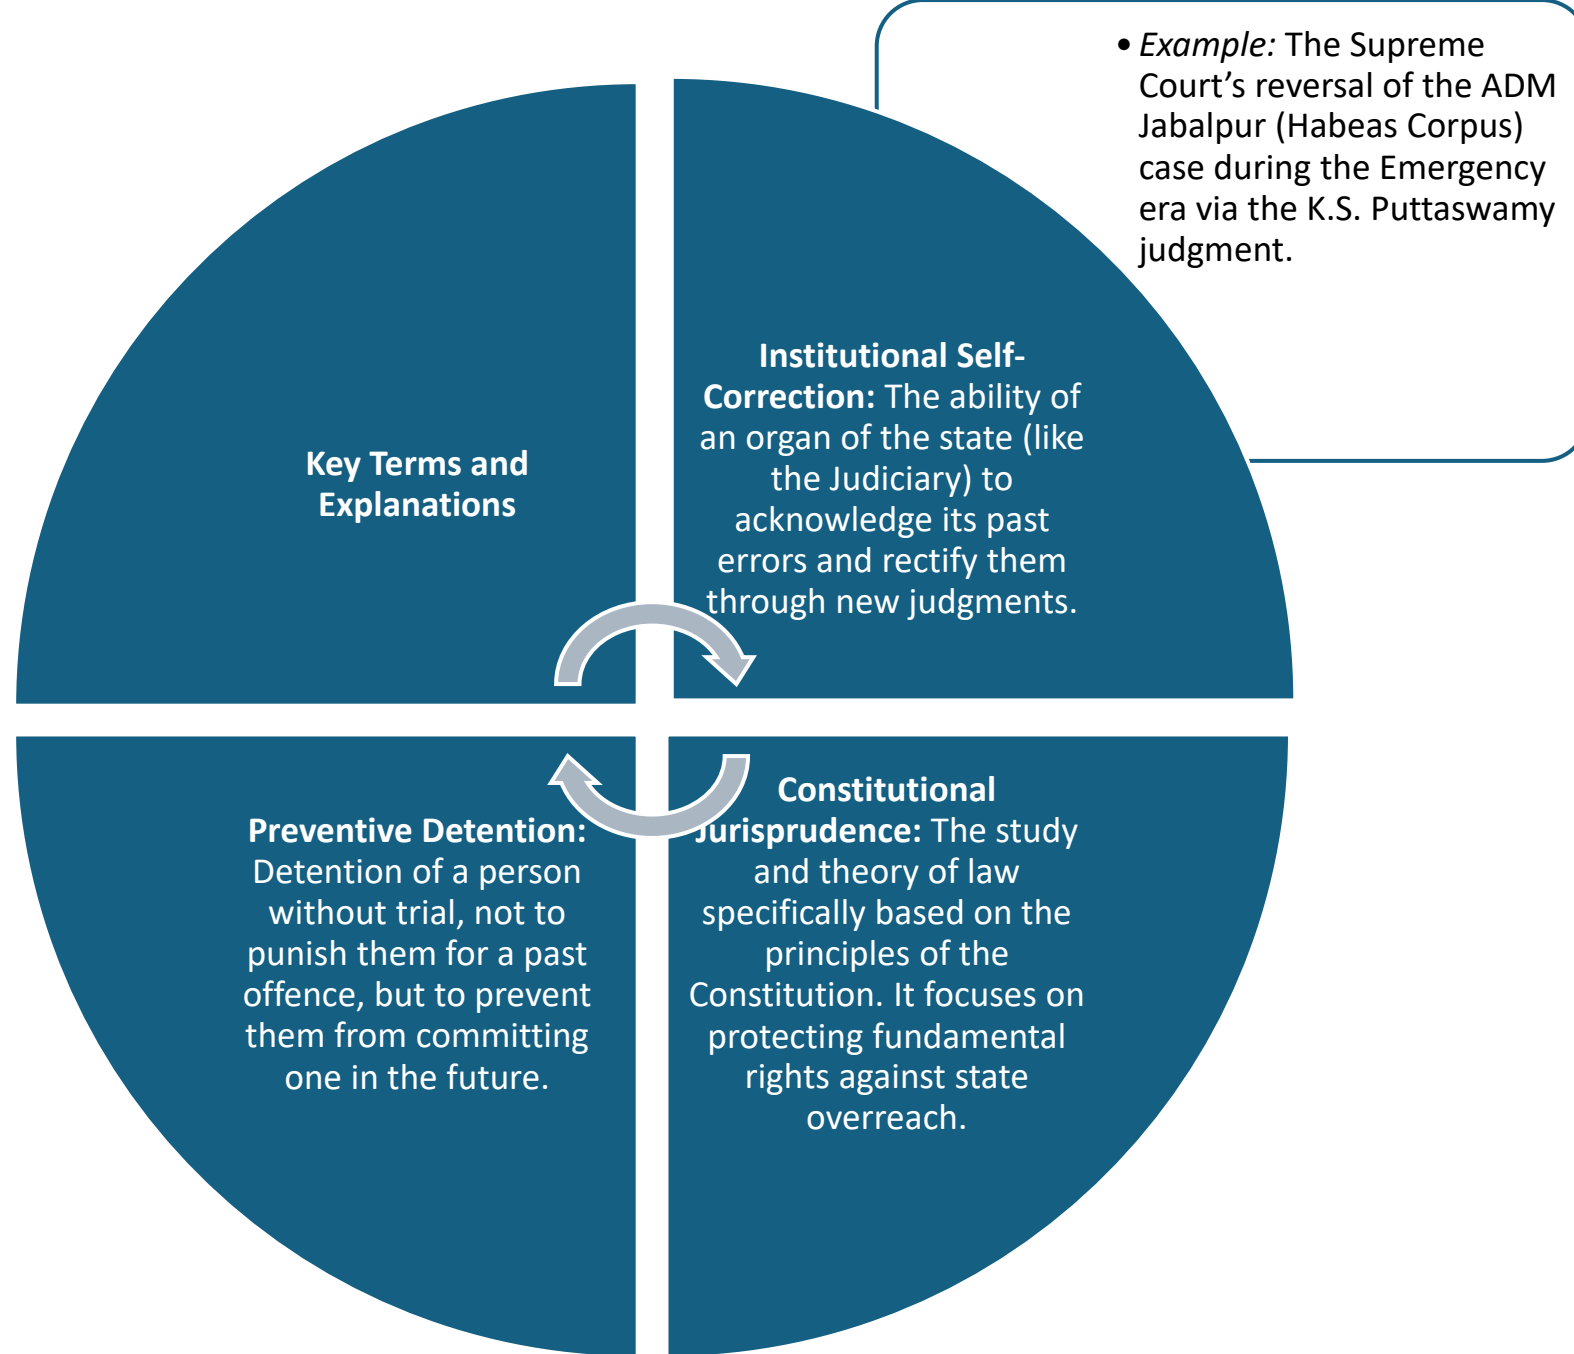 Key Terms and
Explanations
Institutional Self-
Correction: The ability of
an organ of the state (like
the Judiciary) to
acknowledge its past
errors and rectify them
through new judgments.
• Example: The Supreme
Court’s reversal of the ADM
Jabalpur (Habeas Corpus)
case during the Emergency
era via the K.S. Puttaswamy
judgment.
Constitutional
Jurisprudence: The study
and theory of law
specifically based on the
principles of the
Constitution. It focuses on
protecting fundamental
rights against state
overreach.
Preventive Detention:
Detention of a person
without trial, not to
punish them for a past
offence, but to prevent
them from committing
one in the future.